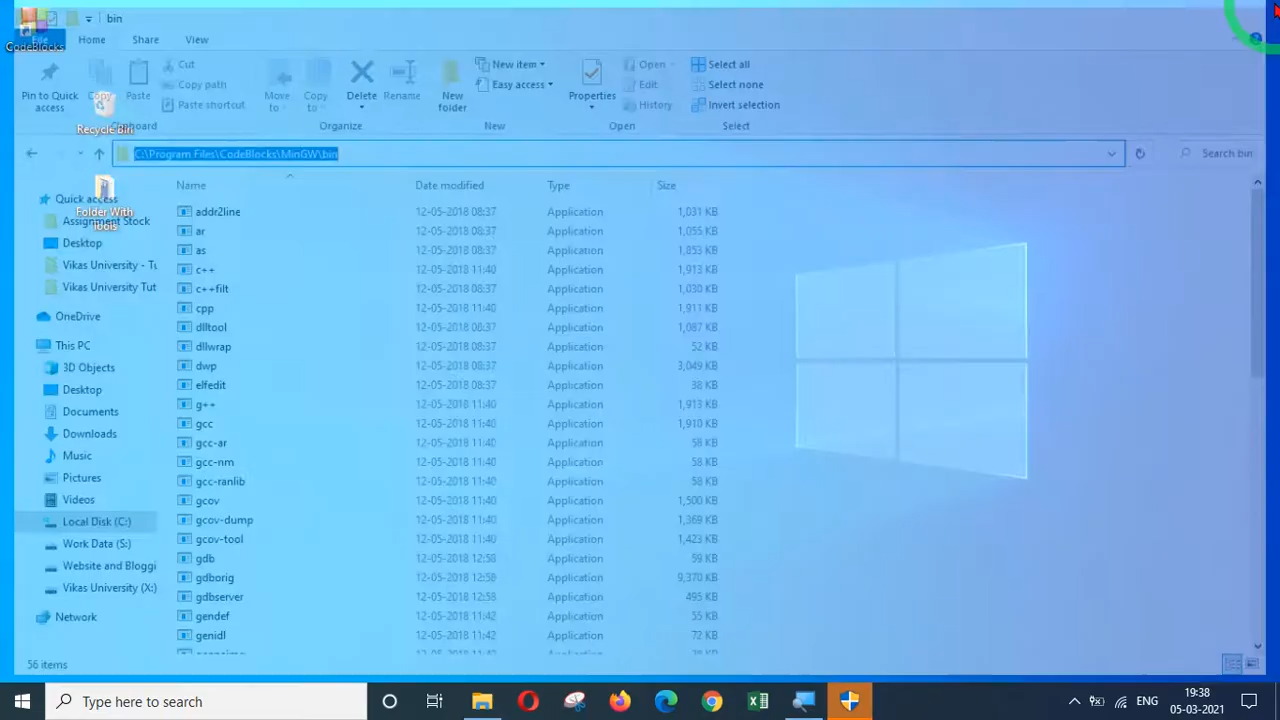 bin
CodeBlocks
File Home Share View
Pin to Quick access
Copy
Paste
Cut
Copy path
Paste shortcut
Clipboard
Move to
Copy to
Delete
Rename
Organize
New folder
New item
Easy access
New
Properties
Open
Edit
History
Open
Select all
Select none
Invert selection
Select
Recycle Bin
C:\Program Files\CodeBlocks\MinGW\bin
Search bin
Folder With Tools
Quick access
Assignment Stock
Desktop
Vikas University - Tu
Vikas University Tut
OneDrive
This PC
3D Objects
Desktop
Documents
Downloads
Music
Pictures
Videos
Local Disk (C:)
Work Data (S:)
Website and Bloggi
Vikas University (X:)
Network
Name Date modified Type Size
addr2line 12-05-2018 08:37 Application 1,031 KB
ar 12-05-2018 08:37 Application 1,055 KB
as 12-05-2018 08:37 Application 1,853 KB
c++ 12-05-2018 11:40 Application 1,913 KB
c++filt 12-05-2018 08:37 Application 1,030 KB
cpp 12-05-2018 11:40 Application 1,911 KB
dlltool 12-05-2018 08:37 Application 1,087 KB
dllwrap 12-05-2018 08:37 Application 52 KB
dwp 12-05-2018 08:37 Application 3,049 KB
elfedit 12-05-2018 08:37 Application 38 KB
g++ 12-05-2018 11:40 Application 1,913 KB
gcc 12-05-2018 11:40 Application 1,910 KB
gcc-ar 12-05-2018 11:40 Application 58 KB
gcc-nm 12-05-2018 11:40 Application 58 KB
gcc-ranlib 12-05-2018 11:40 Application 58 KB
gcov 12-05-2018 11:40 Application 1,500 KB
gcov-dump 12-05-2018 11:40 Application 1,369 KB
gcov-tool 12-05-2018 11:40 Application 1,423 KB
gdb 12-05-2018 12:58 Application 59 KB
gdborig 12-05-2018 12:58 Application 9,370 KB
gdbserver 12-05-2018 12:58 Application 495 KB
gendef 12-05-2018 11:42 Application 55 KB
genidl 12-05-2018 11:42 Application 72 KB
56 items
Type here to search
ENG
19:38
05-03-2021